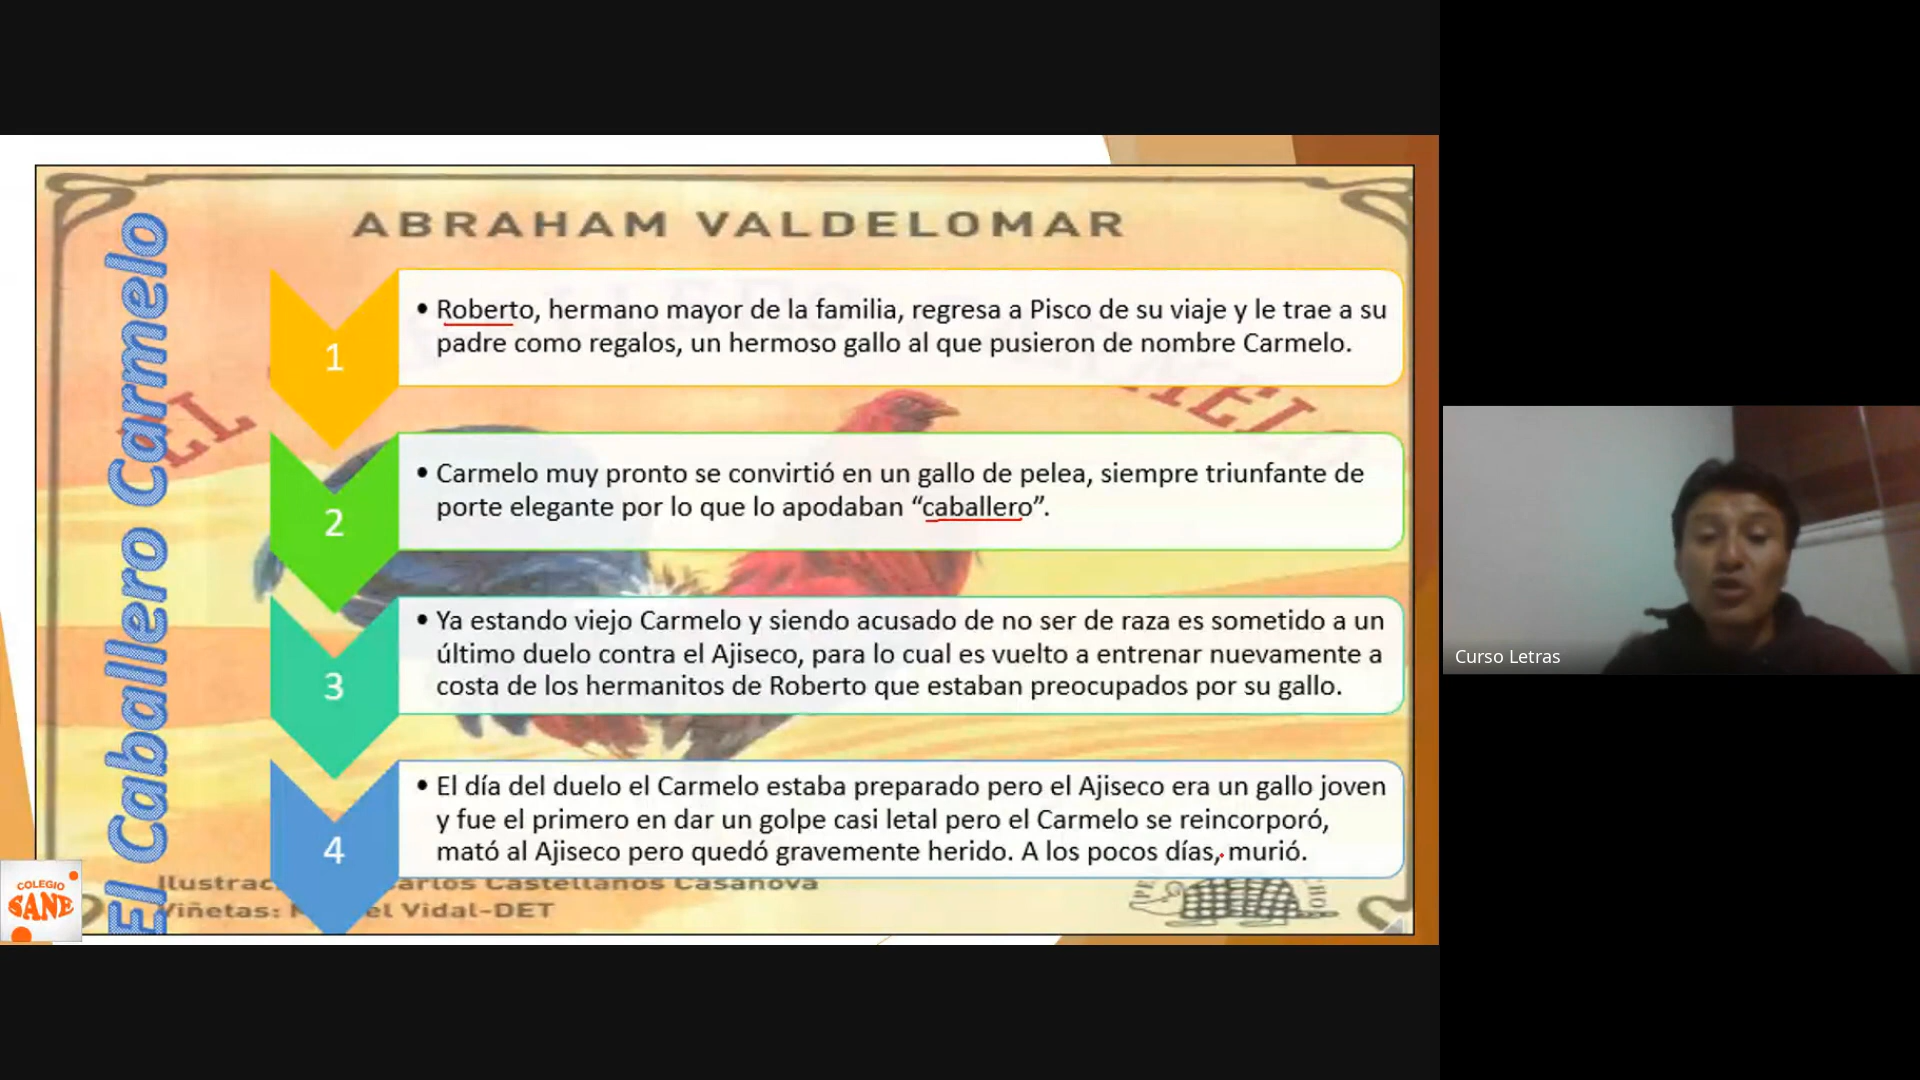 ABRAHAM VALDELOMAR
El Caballero Carmelo
1
• Roberto, hermano mayor de la familia, regresa a Pisco de su viaje y le trae a su
padre como regalos, un hermoso gallo al que pusieron de nombre Carmelo.
2
• Carmelo muy pronto se convirtió en un gallo de pelea, siempre triunfante de
porte elegante por lo que lo apodaban “caballero”.
3
• Ya estando viejo Carmelo y siendo acusado de no ser de raza es sometido a un
último duelo contra el Ajiseco, para lo cual es vuelto a entrenar nuevamente a
costa de los hermanitos de Roberto que estaban preocupados por su gallo.
4
• El día del duelo el Carmelo estaba preparado pero el Ajiseco era un gallo joven
y fue el primero en dar un golpe casi letal pero el Carmelo se reincorporó,
mató al Ajiseco pero quedó gravemente herido. A los pocos días, murió.
EL
Castellanos Casanova
Viñetas: Vidal-DET
COLEGIO
SANE
Curso Letras